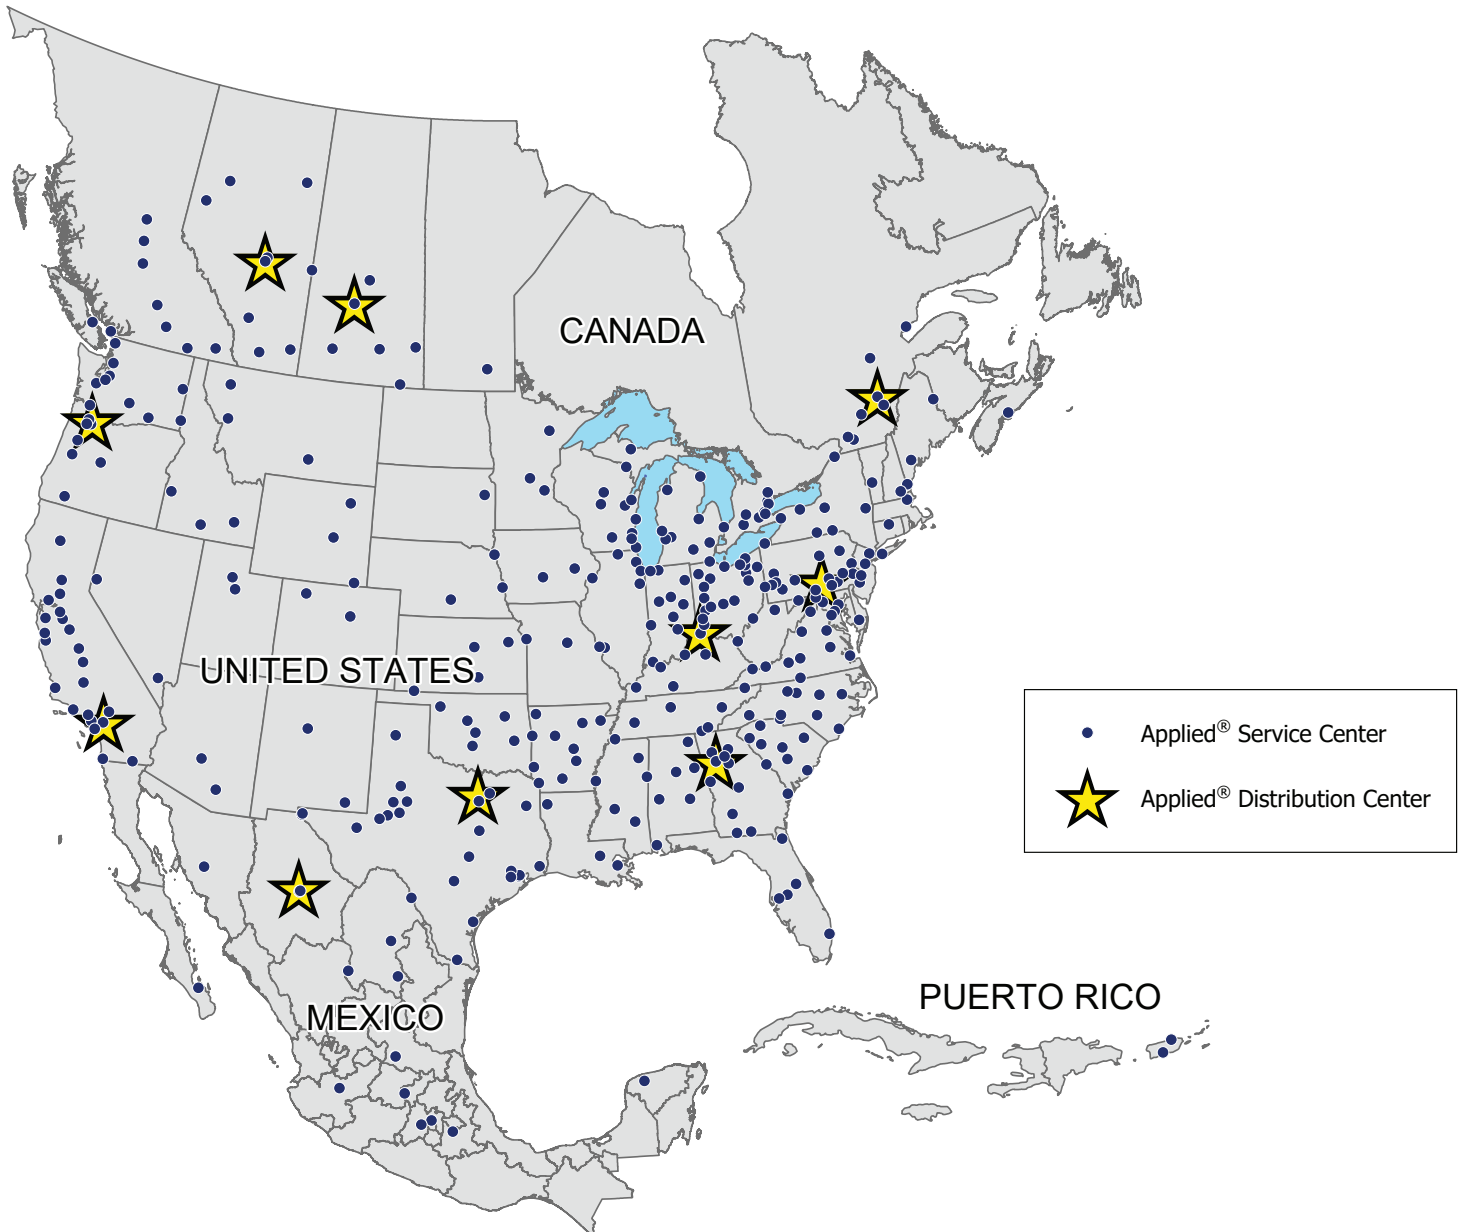 CANADA
UNITED STATES
Applied® Service Center
Applied® Distribution Center
PUERTO RICO
MEXICO